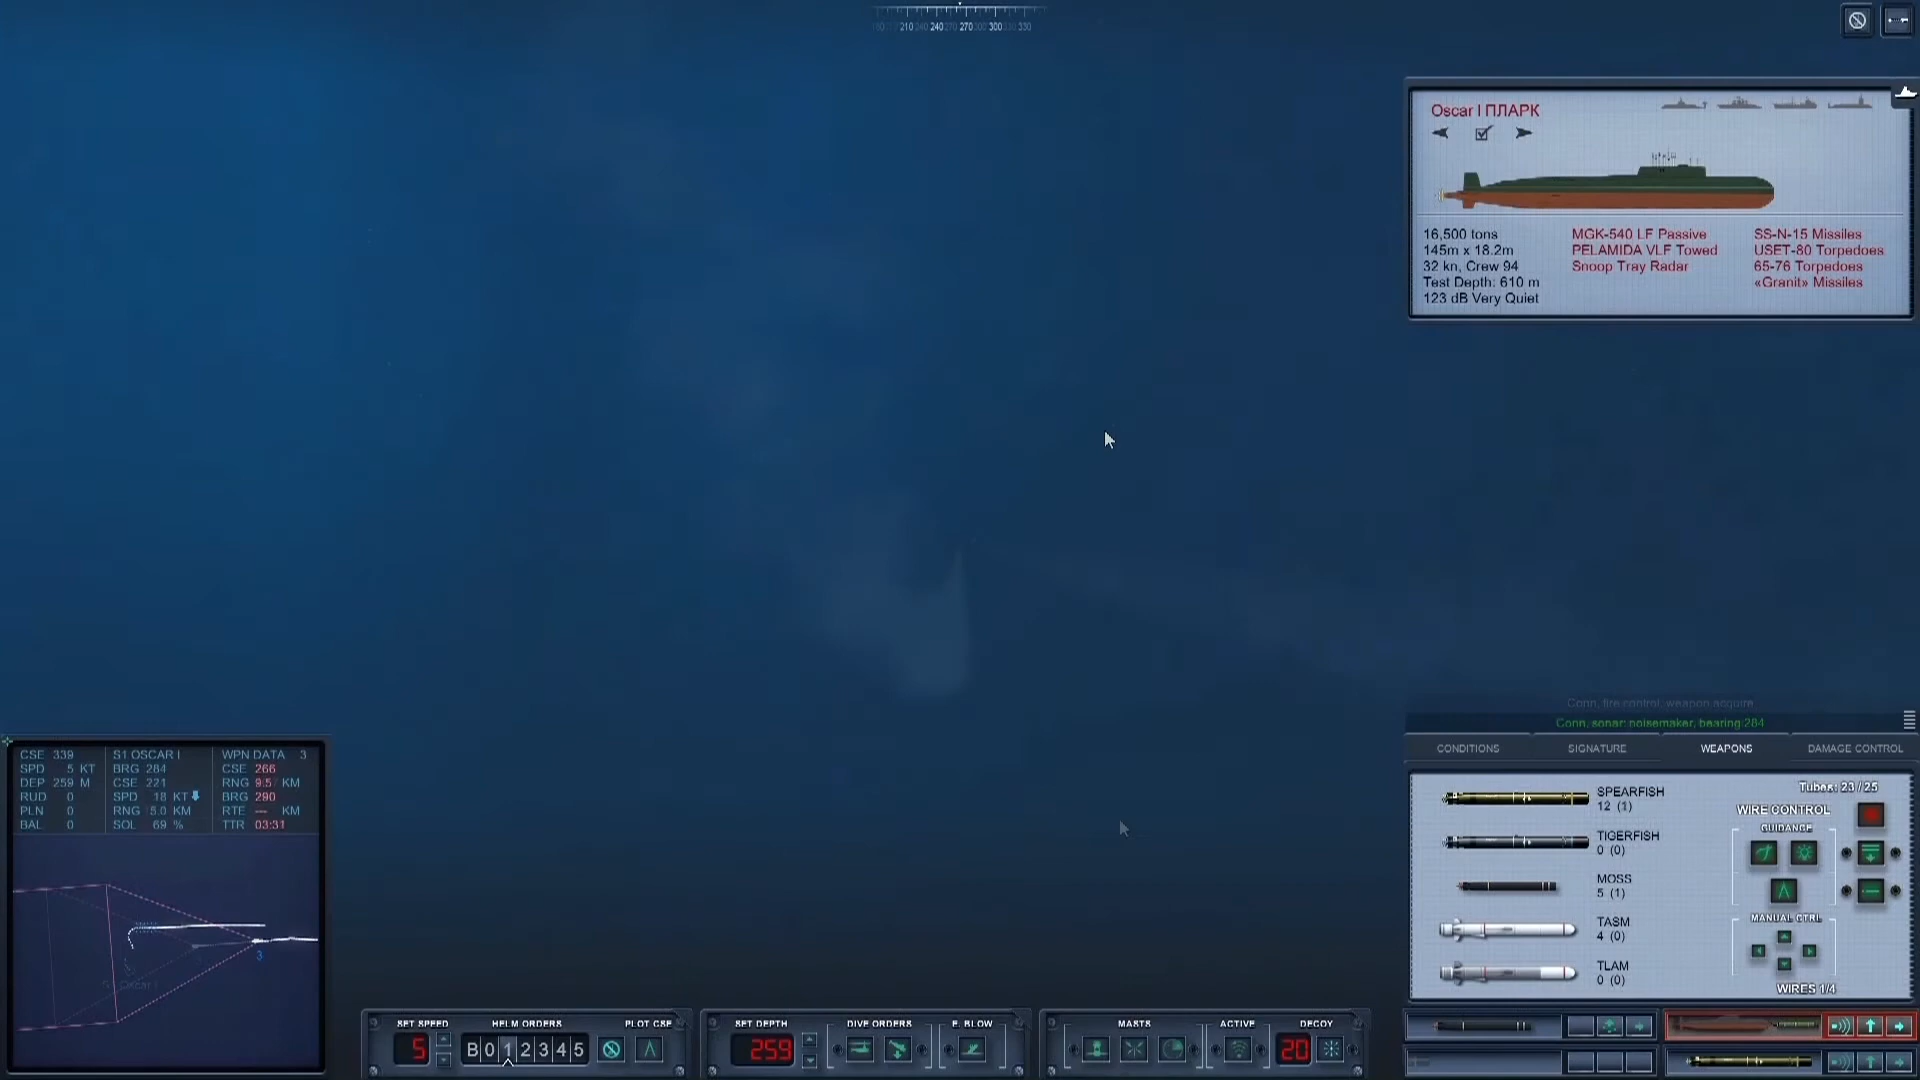 210 240 270 300 330
Oscar I ПЛАРК
16,500 tons
145m x 18.2m
32 kn, Crew 94
Test Depth: 610 m
123 dB Very Quiet
MGK-540 LF Passive
PELAMIDA VLF Towed
Snoop Tray Radar
SS-N-15 Missiles
USET-80 Torpedoes
65-76 Torpedoes
«Granit» Missiles
Conn, fire control, weapon acquire
Conn, sonar: noisemaker, bearing 284
CONDITIONS
SIGNATURE
WEAPONS
DAMAGE CONTROL
CSE 339
SPD 5 KT
DEP 259 M
RUD 0
PLN 0
BAL 0
S1 OSCAR I
BRG 284
CSE 221
SPD 18 KT
RNG 5.0 KM
SOL 69 %
WPN DATA 3
CSE 266
RNG 9.5 KM
BRG 290
RTE --- KM
TTR 03:31
3
SPEARFISH
12 (1)
TIGERFISH
0 (0)
MOSS
5 (1)
TASM
4 (0)
TLAM
0 (0)
Tubes: 23 / 25
WIRE CONTROL
GUIDANCE
MANUAL CTRL
WIRES 1/4
SET SPEED
5
HELM ORDERS
B 0 1 2 3 4 5
PLOT CSE
SET DEPTH
259
DIVE ORDERS
E. BLOW
MASTS
ACTIVE
DECOY
20